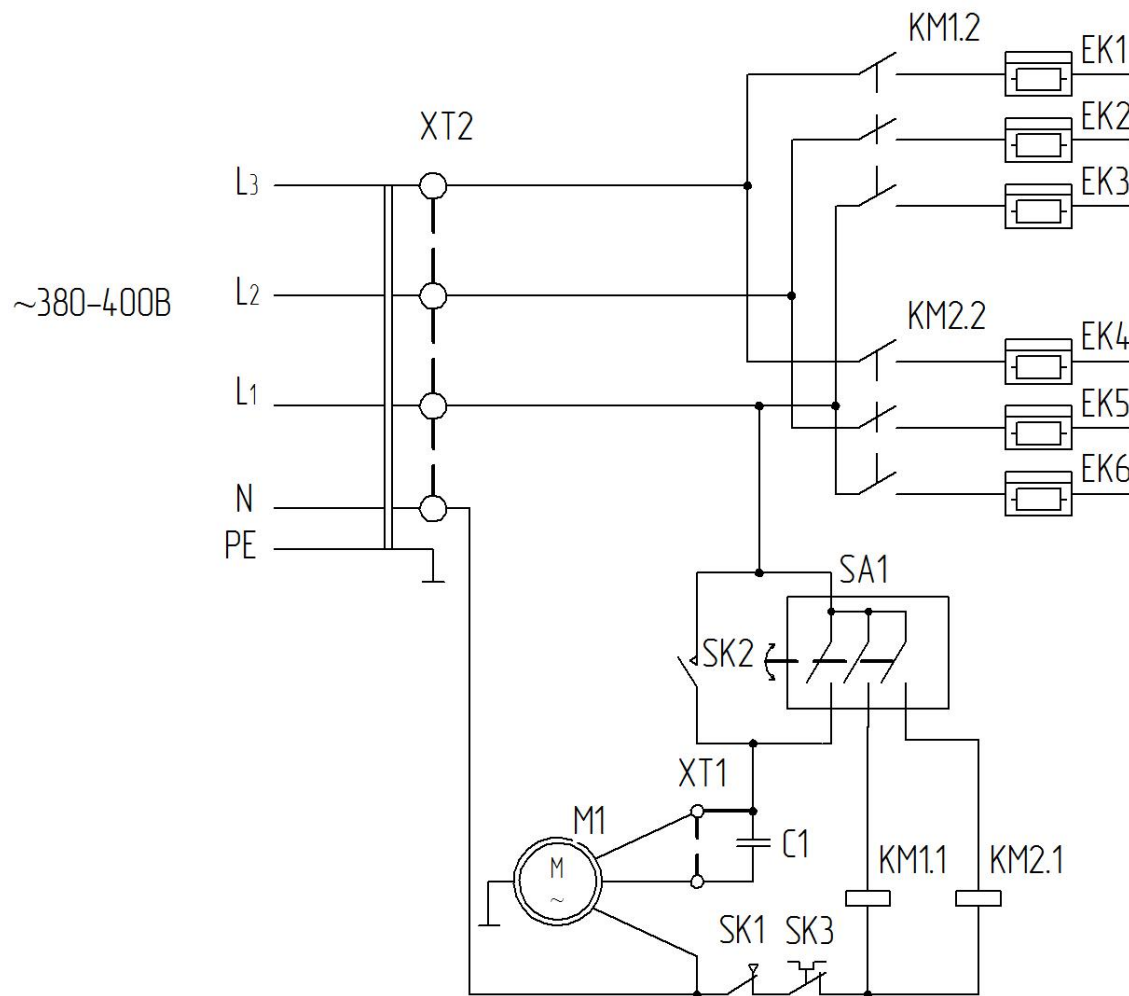 KM1.2
EK1
EK2
XT2
EK3
L3
~380-400В
L2
KM2.2
EK4
EK5
L1
EK6
N
PE
SA1
SK2
XT1
M1
C1
M
~
KM1.1
KM2.1
SK1
SK3